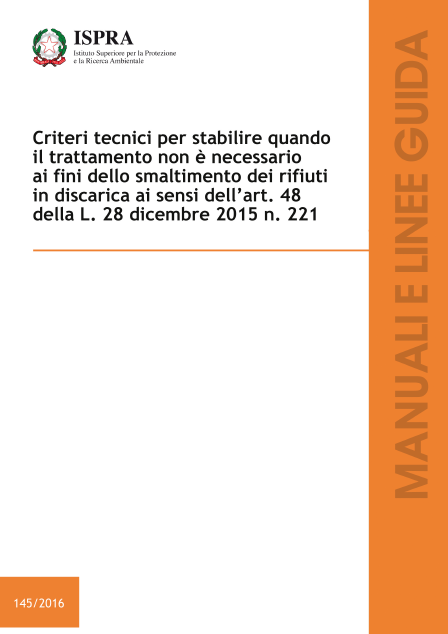 ISPRA
Istituto Superiore per la Protezione
e la Ricerca Ambientale
Criteri tecnici per stabilire quando
il trattamento non è necessario
ai fini dello smaltimento dei rifiuti
in discarica ai sensi dell’art. 48
della L. 28 dicembre 2015 n. 221
MANUALI E LINEE GUIDA
145/2016